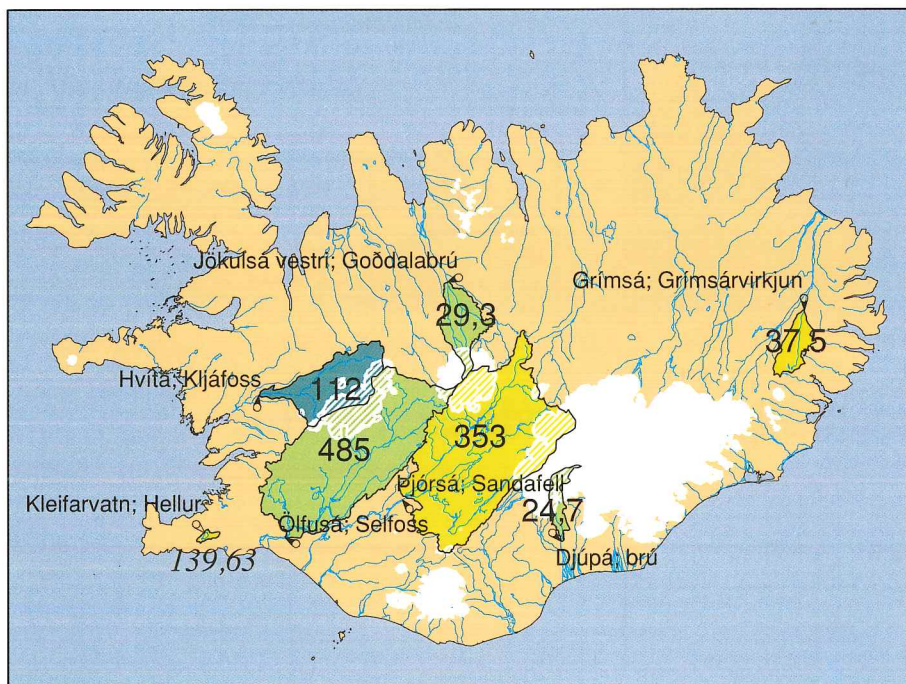 Jökulsá vestri; Goðdalabrú
Grímsá; Grímsárvirkjun
29,3
37,5
Hvítá; Kljáfoss
112
485
353
Þjórsá; Sandafell
Kleifarvatn; Hellur
24,7
Ölfusá; Selfoss
139,63
Djúpá; brú